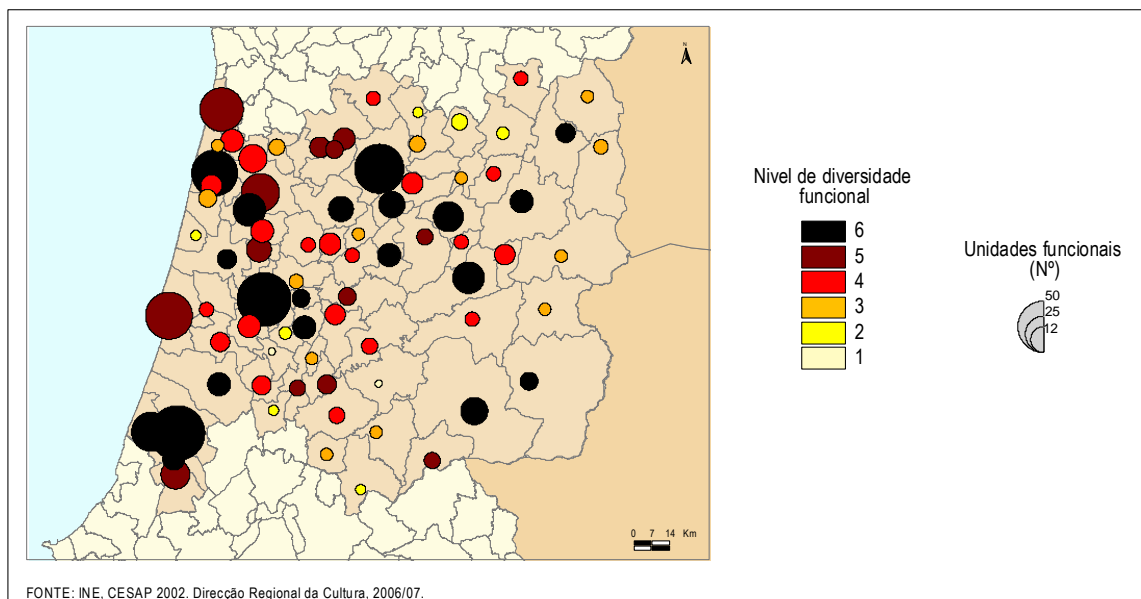 N
Nivel de diversidade
funcional
6
5
4
3
2
1
Unidades funcionais
(Nº)
50
25
12
0 7 14 Km
FONTE: INE, CESAP 2002. Direcção Regional da Cultura, 2006/07.